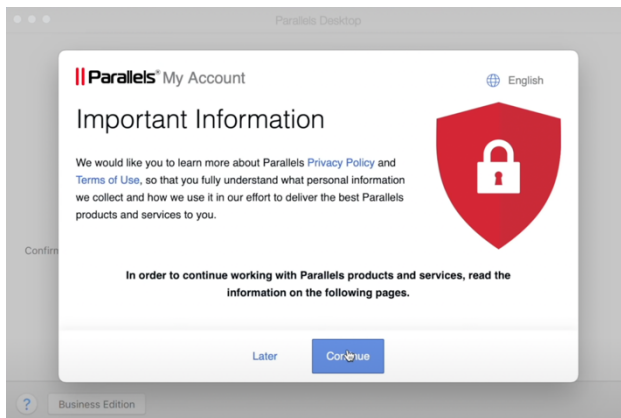 Parallels Desktop
Parallels® My Account
English
Important Information
We would like you to learn more about Parallels Privacy Policy and
Terms of Use, so that you fully understand what personal information
we collect and how we use it in our effort to deliver the best Parallels
products and services to you.
Confirm
In order to continue working with Parallels products and services, read the
information on the following pages.
Later
Continue
?
Business Edition